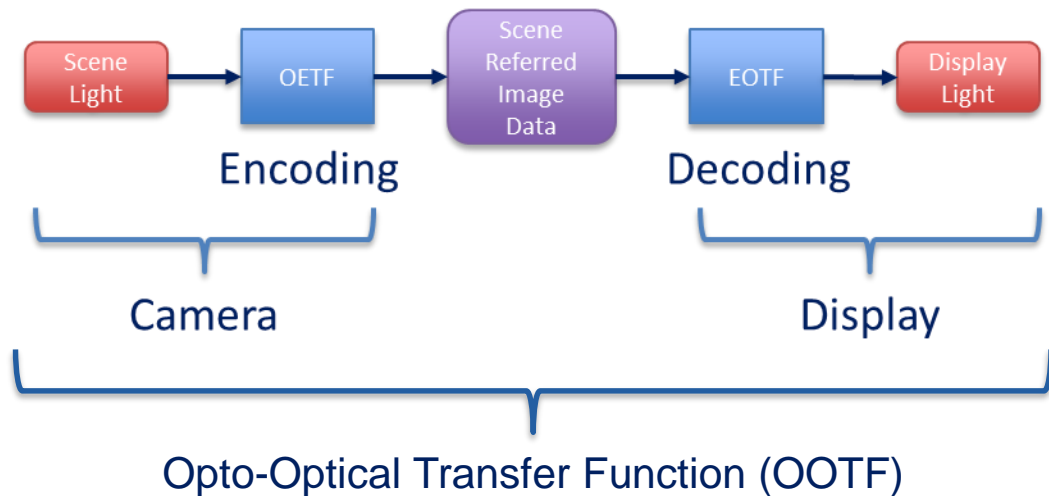 Scene
Light
OETF
Scene
Referred
Image
Data
EOTF
Display
Light
Encoding
Decoding
Camera
Display
Opto-Optical Transfer Function (OOTF)